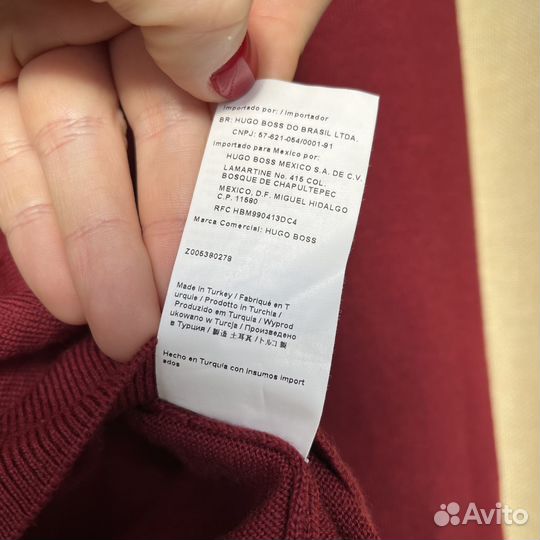 Importado por: / Importador
BR: HUGO BOSS DO BRASIL LTDA.
CNPJ: 57-621-054/0001-91
Importado para Mexico por:
HUGO BOSS MEXICO S.A. DE C.V.
LAMARTINE No. 415 COL.
BOSQUE DE CHAPULTEPEC
MEXICO, D.F. MIGUEL HIDALGO
C.P. 11580
RFC HBM990413DC4
Marca Comercial: HUGO BOSS
Z005380278
Made in Turkey / Fabriqué en T
urquie / Prodotto in Turchia /
Produzido em Turquia / Wyprod
ukowano w Turcja / Произведено
в Турция / 製造 土耳其 / トルコ製
Hecho en Turquía con insumos import
ados
Avito